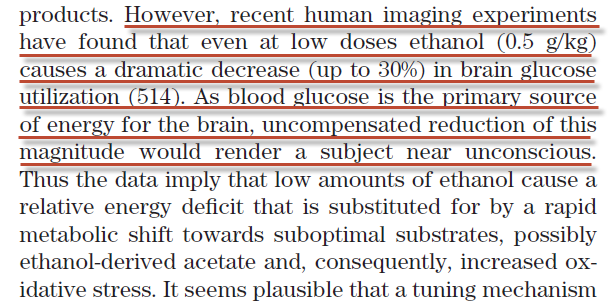 products. However, recent human imaging experiments
have found that even at low doses ethanol (0.5 g/kg)
causes a dramatic decrease (up to 30%) in brain glucose
utilization (514). As blood glucose is the primary source
of energy for the brain, uncompensated reduction of this
magnitude would render a subject near unconscious.
Thus the data imply that low amounts of ethanol cause a
relative energy deficit that is substituted for by a rapid
metabolic shift towards suboptimal substrates, possibly
ethanol-derived acetate and, consequently, increased ox-
idative stress. It seems plausible that a tuning mechanism